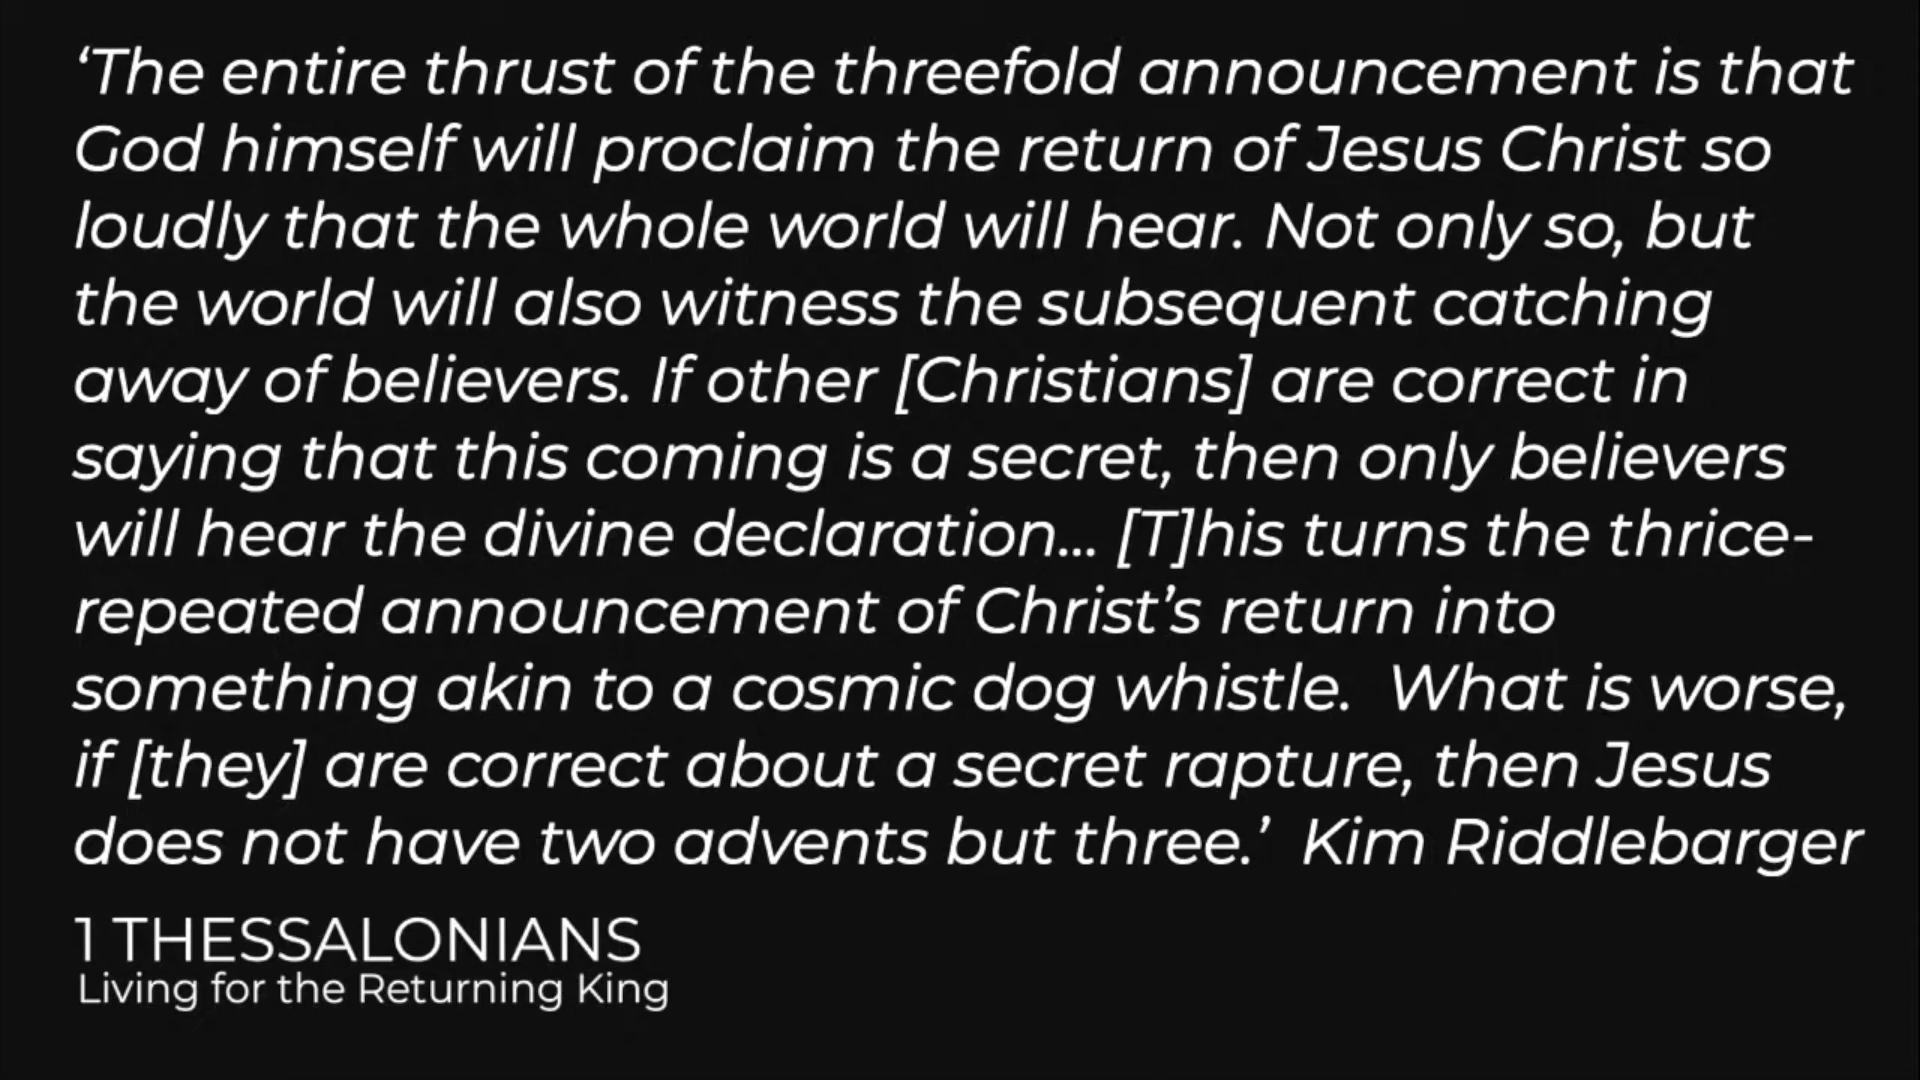 ‘The entire thrust of the threefold announcement is that
God himself will proclaim the return of Jesus Christ so
loudly that the whole world will hear. Not only so, but
the world will also witness the subsequent catching
away of believers. If other [Christians] are correct in
saying that this coming is a secret, then only believers
will hear the divine declaration... [T]his turns the thrice-
repeated announcement of Christ’s return into
something akin to a cosmic dog whistle.  What is worse,
if [they] are correct about a secret rapture, then Jesus
does not have two advents but three.’  Kim Riddlebarger
1 THESSALONIANS
Living for the Returning King